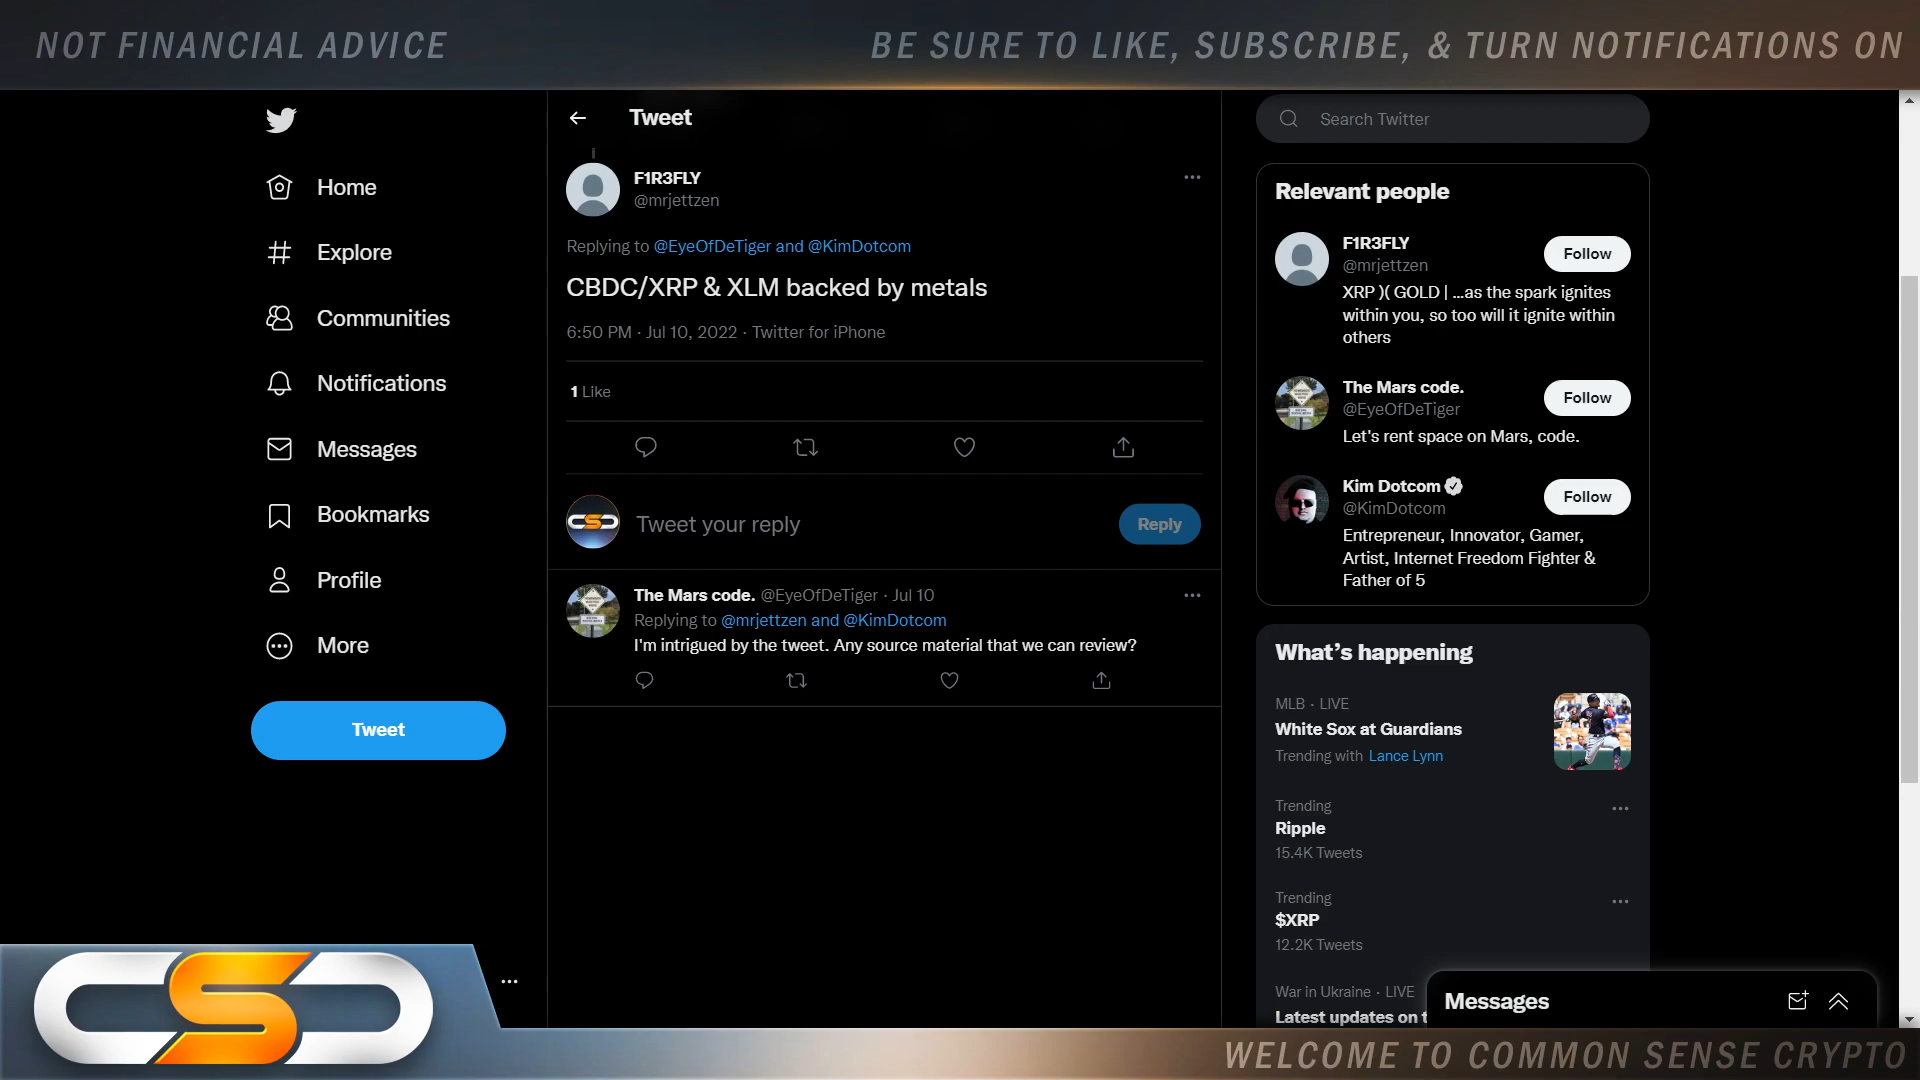 NOT FINANCIAL ADVICE
BE SURE TO LIKE, SUBSCRIBE, & TURN NOTIFICATIONS ON
Home
Explore
Communities
Notifications
Messages
Bookmarks
Profile
More
Tweet
Tweet
F1R3FLY
@mrjettzen
Replying to @EyeOfDeTiger and @KimDotcom
CBDC/XRP & XLM backed by metals
6:50 PM · Jul 10, 2022 · Twitter for iPhone
1 Like
Tweet your reply
Reply
The Mars code. @EyeOfDeTiger · Jul 10
Replying to @mrjettzen and @KimDotcom
I'm intrigued by the tweet. Any source material that we can review?
Search Twitter
Relevant people
F1R3FLY
@mrjettzen
Follow
XRP )( GOLD | ...as the spark ignites
within you, so too will it ignite within
others
The Mars code.
@EyeOfDeTiger
Follow
Let's rent space on Mars, code.
Kim Dotcom
@KimDotcom
Follow
Entrepreneur, Innovator, Gamer,
Artist, Internet Freedom Fighter &
Father of 5
What's happening
MLB · LIVE
White Sox at Guardians
Trending with Lance Lynn
Trending
Ripple
15.4K Tweets
Trending
$XRP
12.2K Tweets
War in Ukraine · LIVE
Latest updates on t
Messages
CSC
WELCOME TO COMMON SENSE CRYPTO